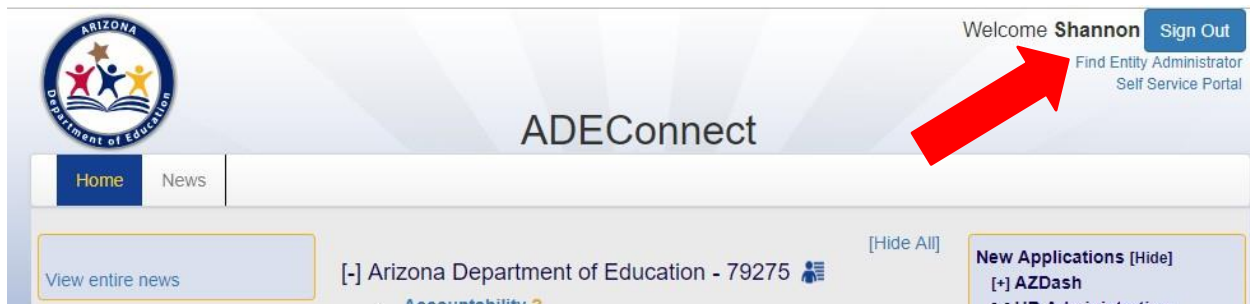 ARIZONA
Department of Education
Welcome Shannon
Sign Out
Find Entity Administrator
Self Service Portal
ADEConnect
Home
News
View entire news
[Hide All]
[-] Arizona Department of Education - 79275
Accountability ?
New Applications [Hide]
[+] AZDash